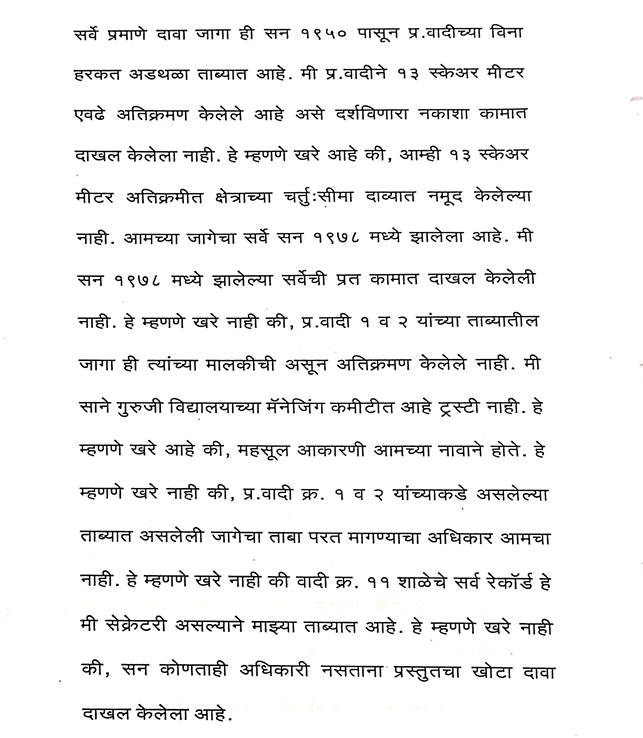 सर्वे प्रमाणे दावा जागा ही सन १९५० पासून प्र.वादीच्या विना
हरकत अडथळा ताब्यात आहे. मी प्र.वादीने १३ स्केअर मीटर
एवढे अतिक्रमण केलेले आहे असे दर्शविणारा नकाशा कामात
दाखल केलेला नाही. हे म्हणणे खरे आहे की, आम्ही १३ स्केअर
मीटर अतिक्रमीत क्षेत्राच्या चर्तुःसीमा दाव्यात नमूद केलेल्या
नाही. आमच्या जागेचा सर्वे सन १९७८ मध्ये झालेला आहे. मी
सन १९७८ मध्ये झालेल्या सर्वेची प्रत कामात दाखल केलेली
नाही. हे म्हणणे खरे नाही की, प्र.वादी १ व २ यांच्या ताब्यातील
जागा ही त्यांच्या मालकीची असून अतिक्रमण केलेले नाही. मी
साने गुरुजी विद्यालयाच्या मॅनेजिंग कमीटीत आहे ट्रस्टी नाही. हे
म्हणणे खरे आहे की, महसूल आकारणी आमच्या नावाने होते. हे
म्हणणे खरे नाही की, प्र.वादी क्र. १ व २ यांच्याकडे असलेल्या
ताब्यात असलेली जागेचा ताबा परत मागण्याचा अधिकार आमचा
नाही. हे म्हणणे खरे नाही की वादी क्र. ११ शाळेचे सर्व रेकॉर्ड हे
मी सेक्रेटरी असल्याने माझ्या ताब्यात आहे. हे म्हणणे खरे नाही
की, सन कोणताही अधिकारी नसताना प्रस्तुतचा खोटा दावा
दाखल केलेला आहे.